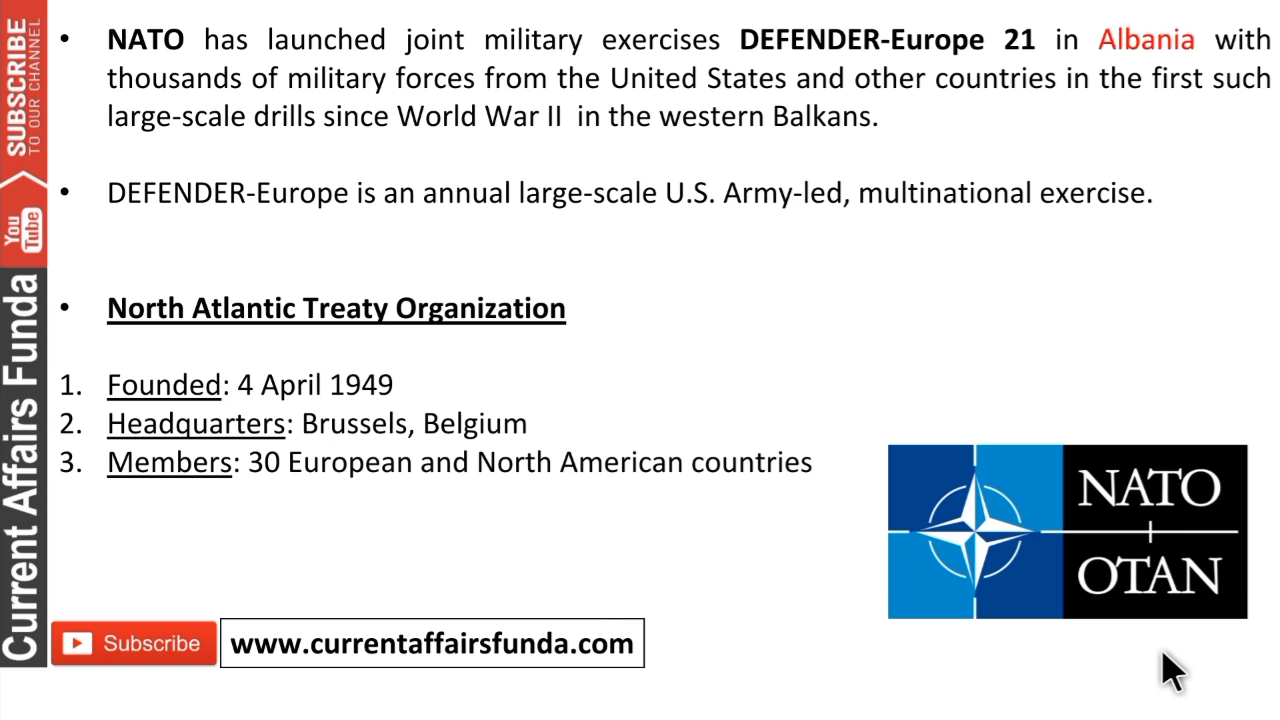 • NATO has launched joint military exercises DEFENDER-Europe 21 in Albania with
thousands of military forces from the United States and other countries in the first such
large-scale drills since World War II in the western Balkans.
• DEFENDER-Europe is an annual large-scale U.S. Army-led, multinational exercise.
• North Atlantic Treaty Organization
1. Founded: 4 April 1949
2. Headquarters: Brussels, Belgium
3. Members: 30 European and North American countries
NATO
OTAN
Subscribe
www.currentaffairsfunda.com
SUBSCRIBE
TO OUR CHANNEL
You
Tube
Current Affairs Funda